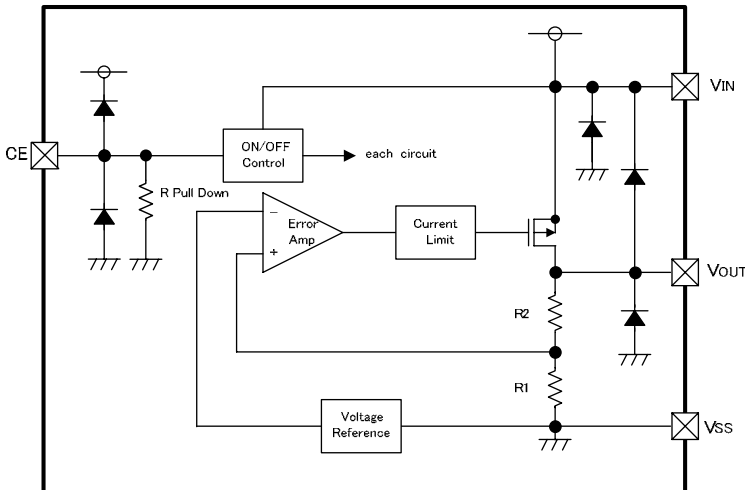 VIN
CE
ON/OFF
Control
each circuit
R Pull Down
−
+
Error
Amp
Current
Limit
VOUT
R2
R1
Voltage
Reference
VSS